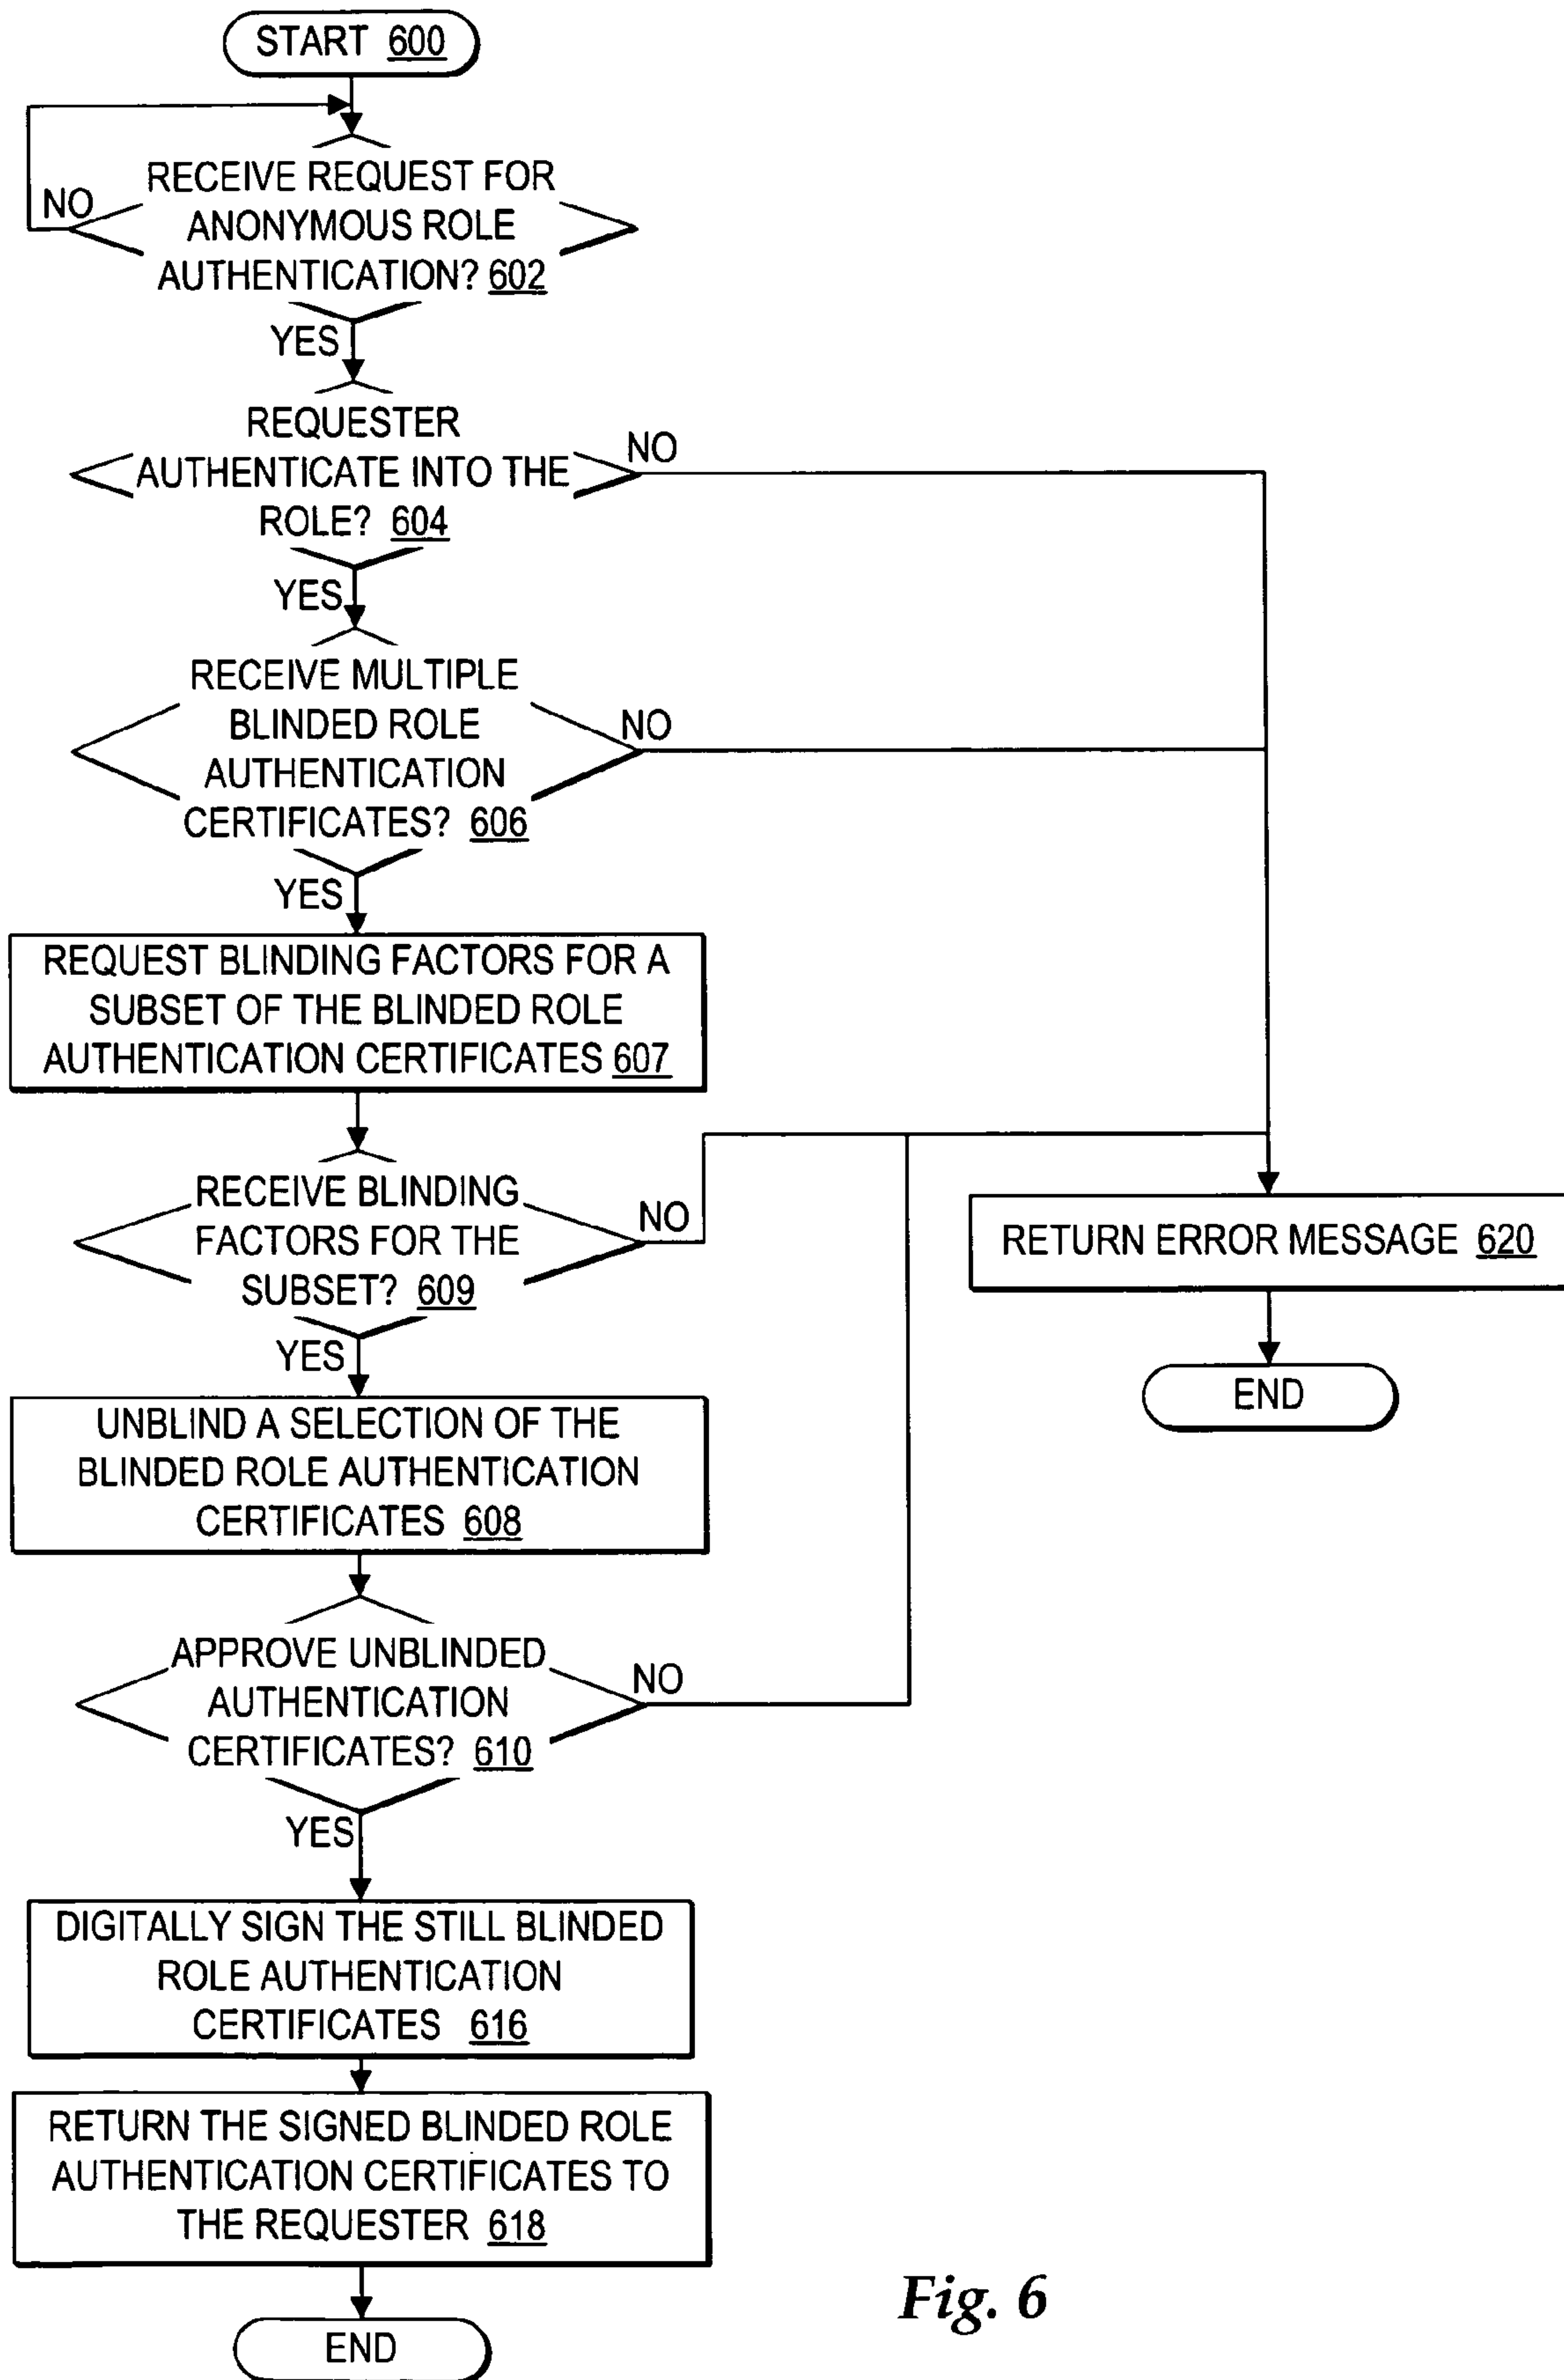 START 600
RECEIVE REQUEST FOR
ANONYMOUS ROLE
AUTHENTICATION? 602
NO
YES
REQUESTER
AUTHENTICATE INTO THE
ROLE? 604
NO
YES
RECEIVE MULTIPLE
BLINDED ROLE
AUTHENTICATION
CERTIFICATES? 606
NO
YES
REQUEST BLINDING FACTORS FOR A
SUBSET OF THE BLINDED ROLE
AUTHENTICATION CERTIFICATES 607
RECEIVE BLINDING
FACTORS FOR THE
SUBSET? 609
NO
YES
RETURN ERROR MESSAGE 620
END
UNBLIND A SELECTION OF THE
BLINDED ROLE AUTHENTICATION
CERTIFICATES 608
APPROVE UNBLINDED
AUTHENTICATION
CERTIFICATES? 610
NO
YES
DIGITALLY SIGN THE STILL BLINDED
ROLE AUTHENTICATION
CERTIFICATES 616
RETURN THE SIGNED BLINDED ROLE
AUTHENTICATION CERTIFICATES TO
THE REQUESTER 618
END
Fig. 6